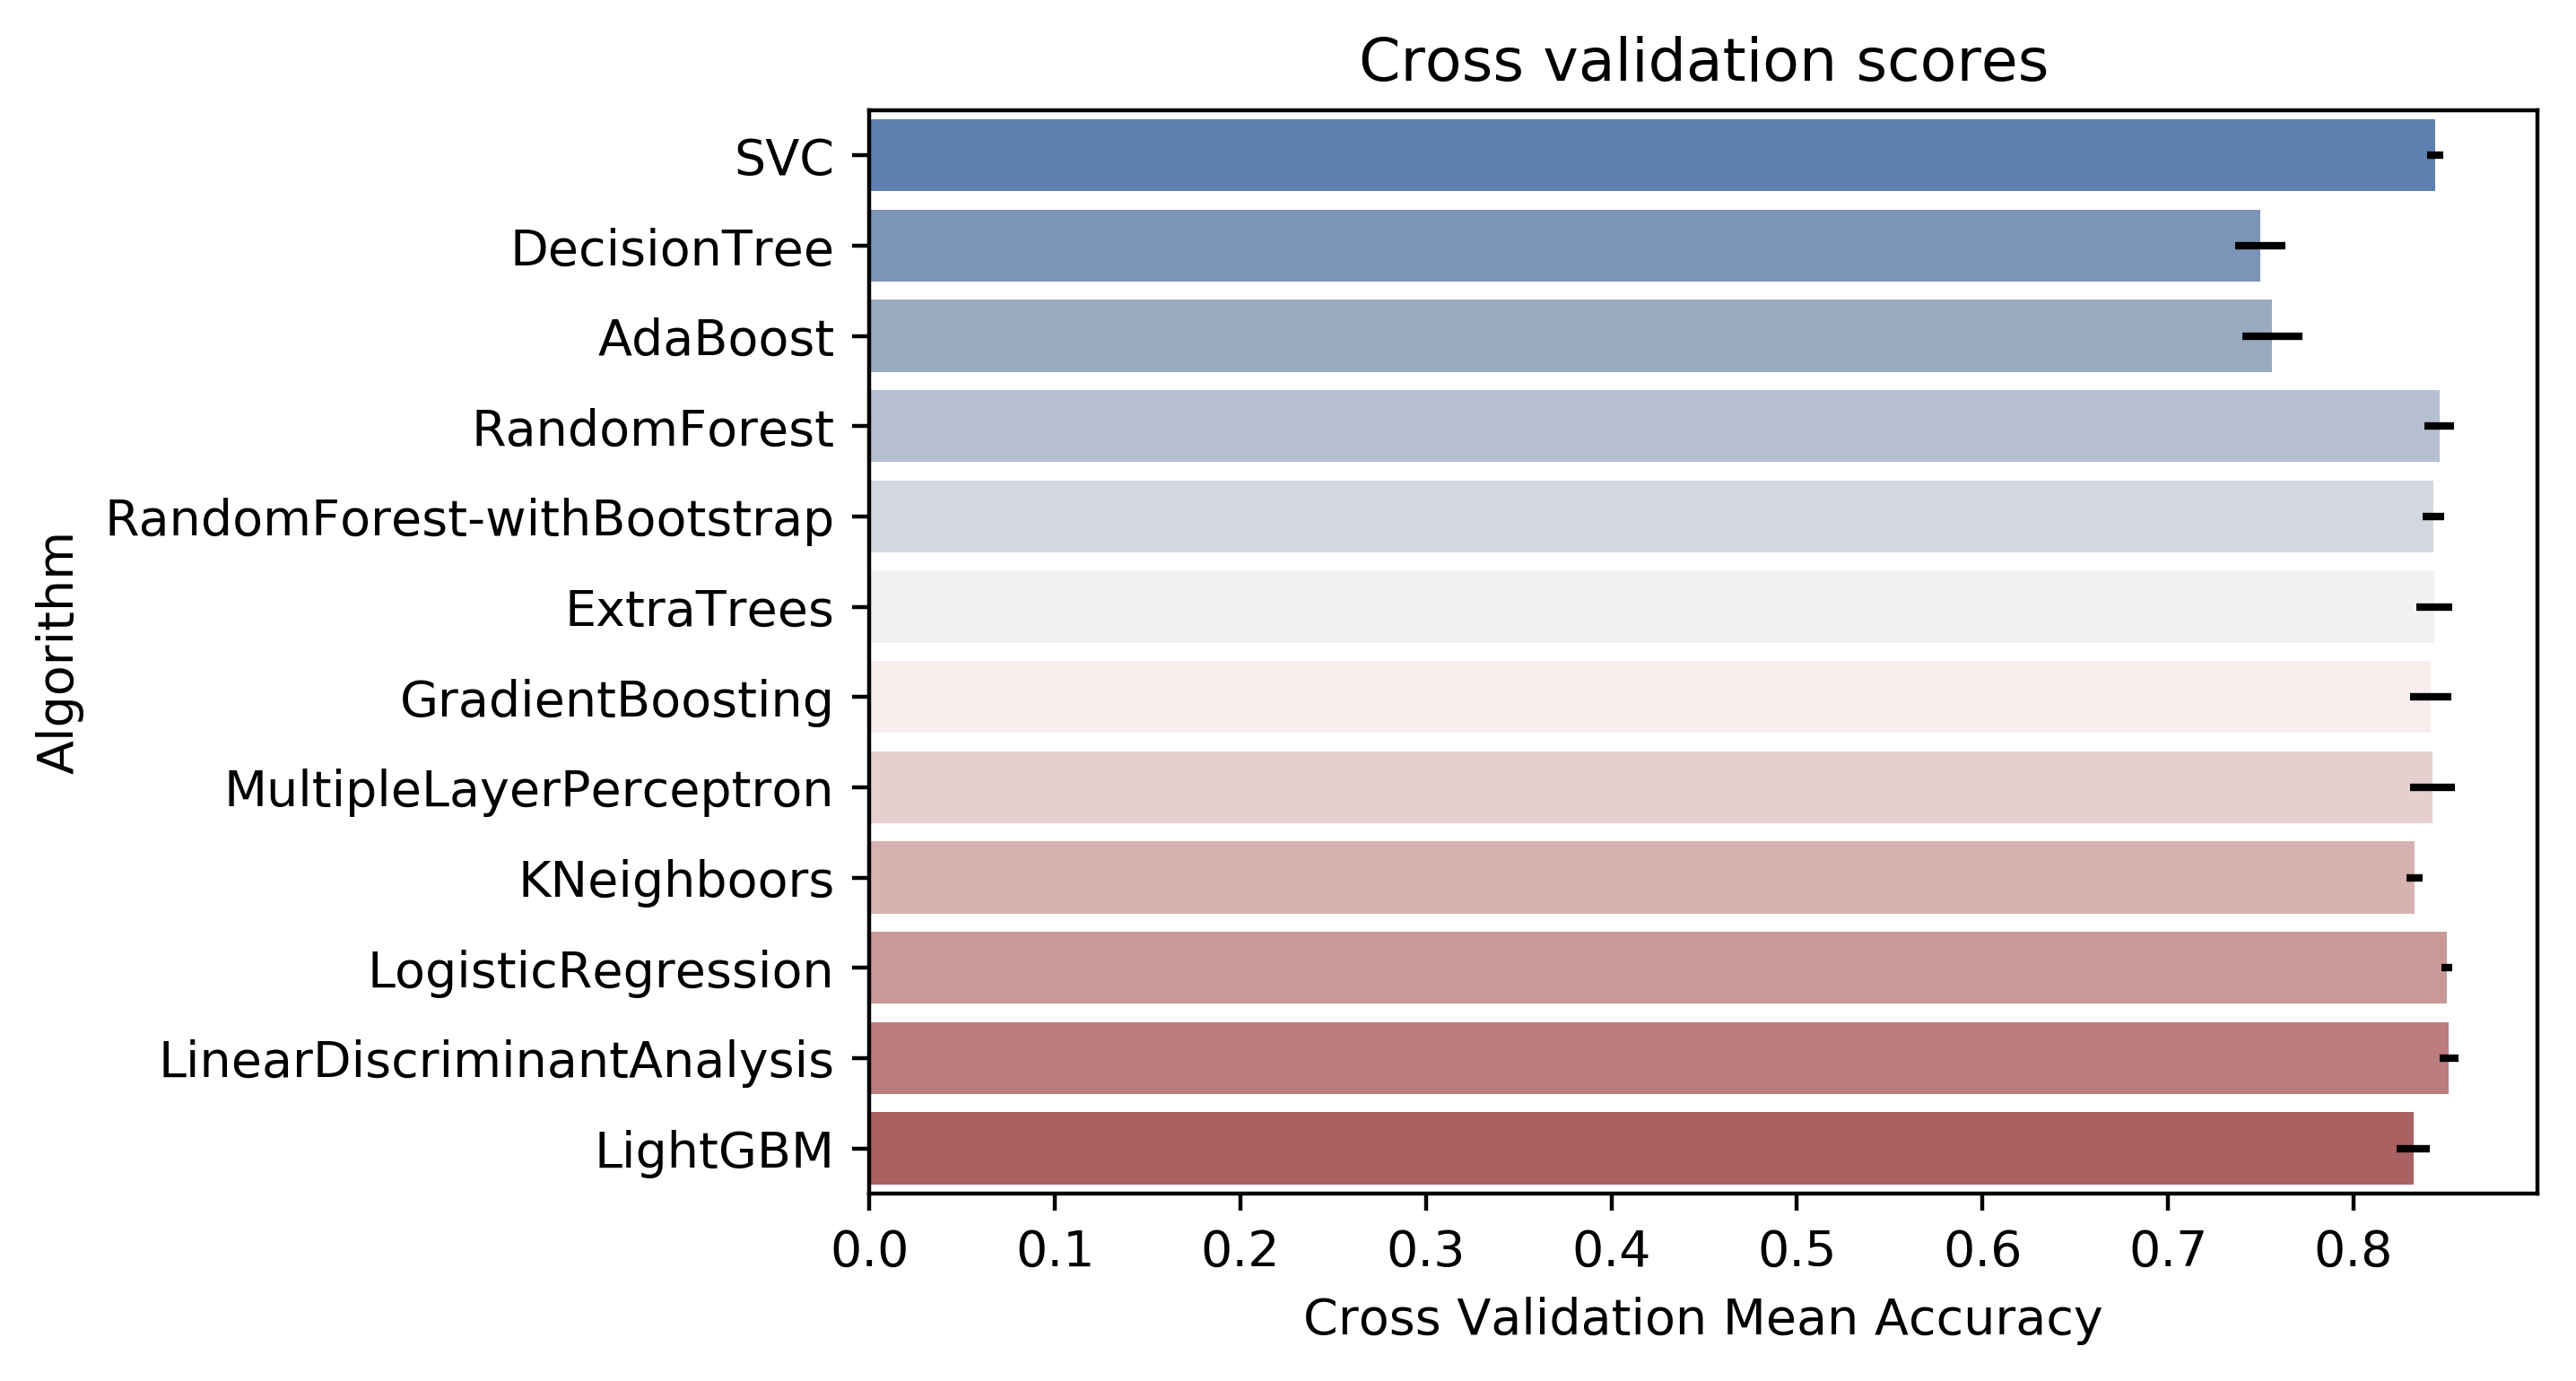 Cross validation scores
Algorithm
SVC
DecisionTree
AdaBoost
RandomForest
RandomForest-withBootstrap
ExtraTrees
GradientBoosting
MultipleLayerPerceptron
KNeighboors
LogisticRegression
LinearDiscriminantAnalysis
LightGBM
0.0 0.1 0.2 0.3 0.4 0.5 0.6 0.7 0.8
Cross Validation Mean Accuracy